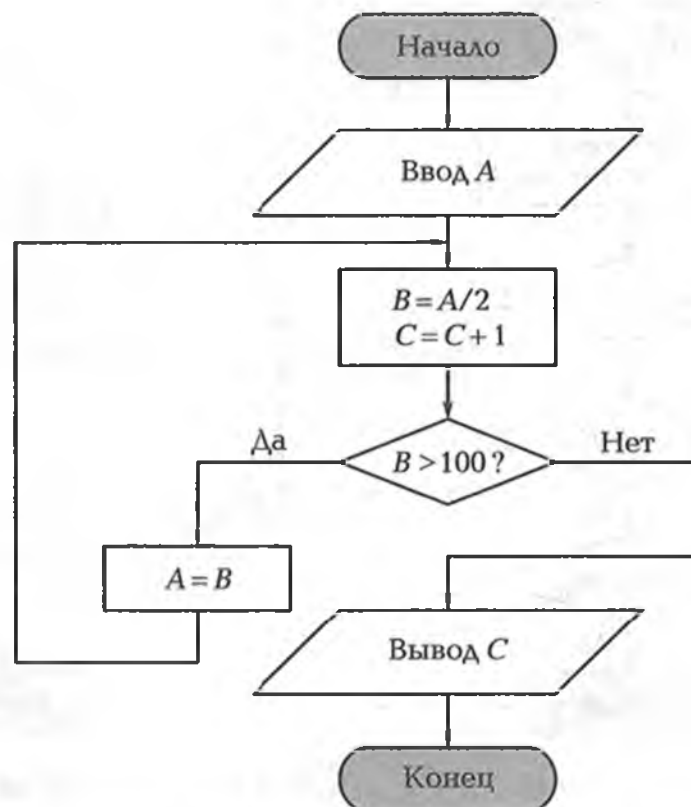 Начало
Ввод A
B = A/2
C = C + 1
Да
B > 100 ?
Нет
A = B
Вывод C
Конец